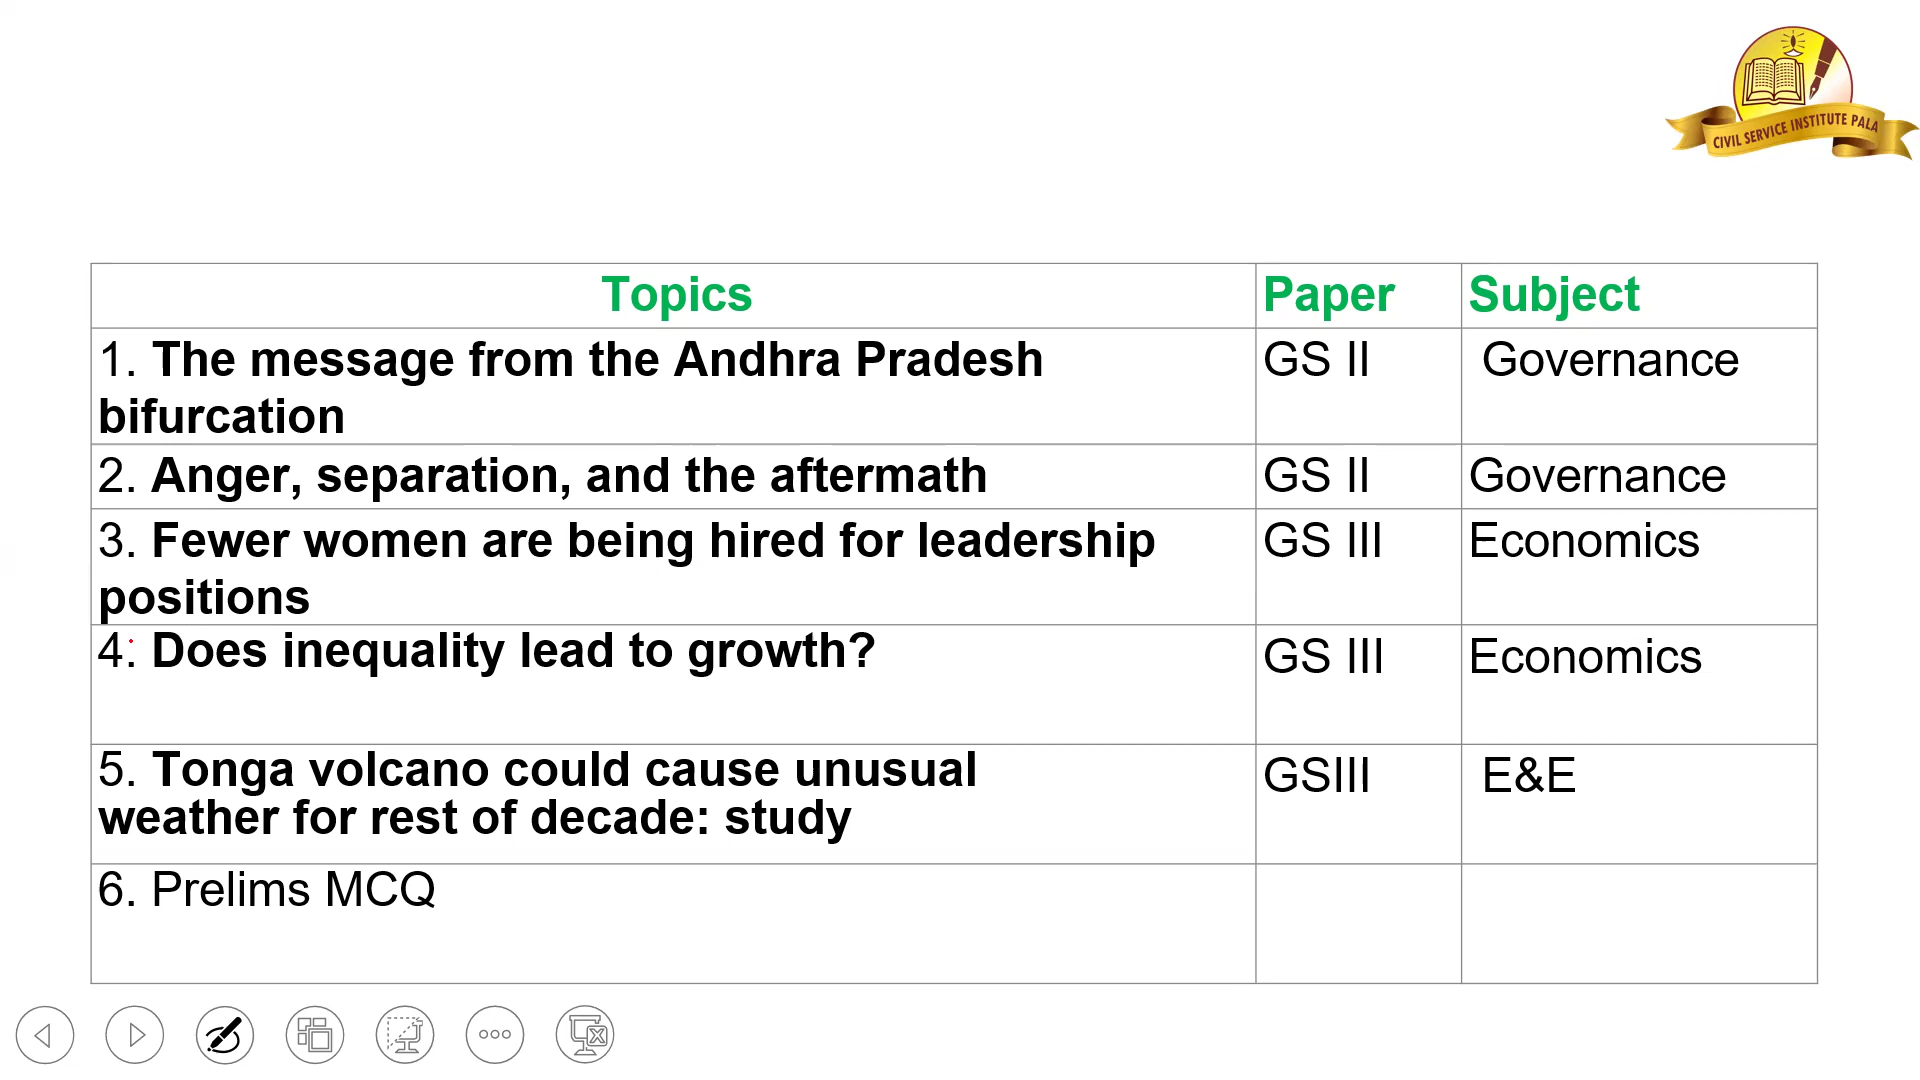 CIVIL SERVICE INSTITUTE PALA
Topics Paper Subject
1. The message from the Andhra Pradesh GS II Governance
bifurcation
2. Anger, separation, and the aftermath GS II Governance
3. Fewer women are being hired for leadership GS III Economics
positions
4. Does inequality lead to growth? GS III Economics
5. Tonga volcano could cause unusual GSIII E&E
weather for rest of decade: study
6. Prelims MCQ